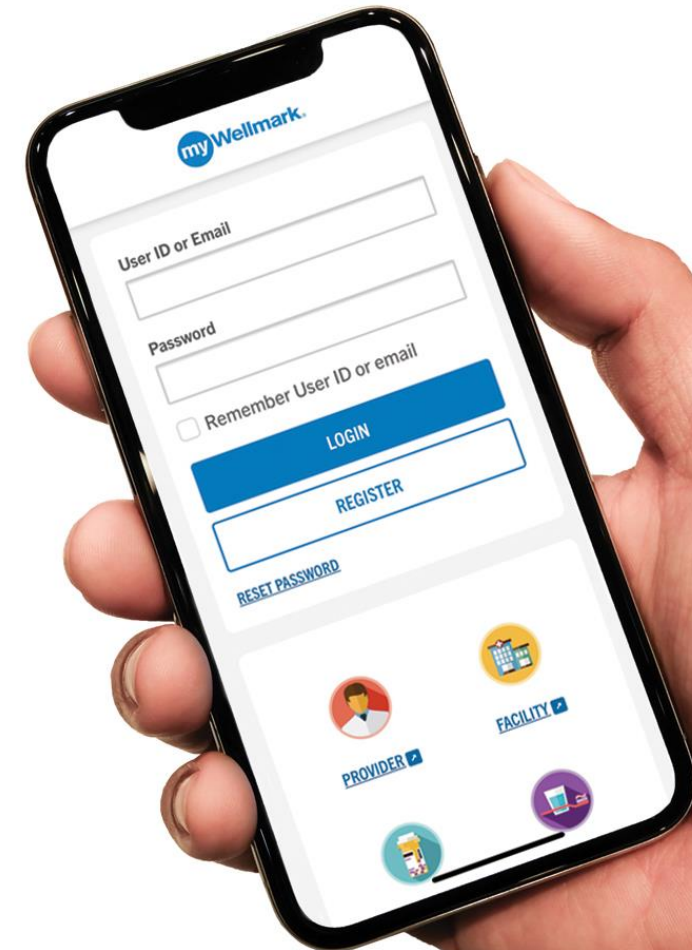 myWellmark.
User ID or Email
Password
Remember User ID or email
LOGIN
REGISTER
RESET PASSWORD
PROVIDER
FACILITY